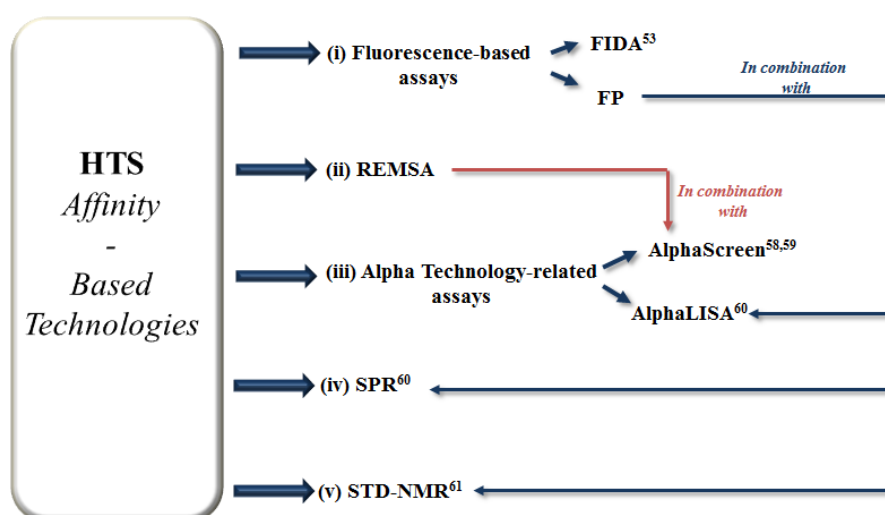 HTS
Affinity
-
Based
Technologies
(i) Fluorescence-based
assays
FIDA⁵³
FP
In combination
with
(ii) REMSA
In combination
with
(iii) Alpha Technology-related
assays
AlphaScreen⁵⁸,⁵⁹
AlphaLISA⁶⁰
(iv) SPR⁶⁰
(v) STD-NMR⁶¹